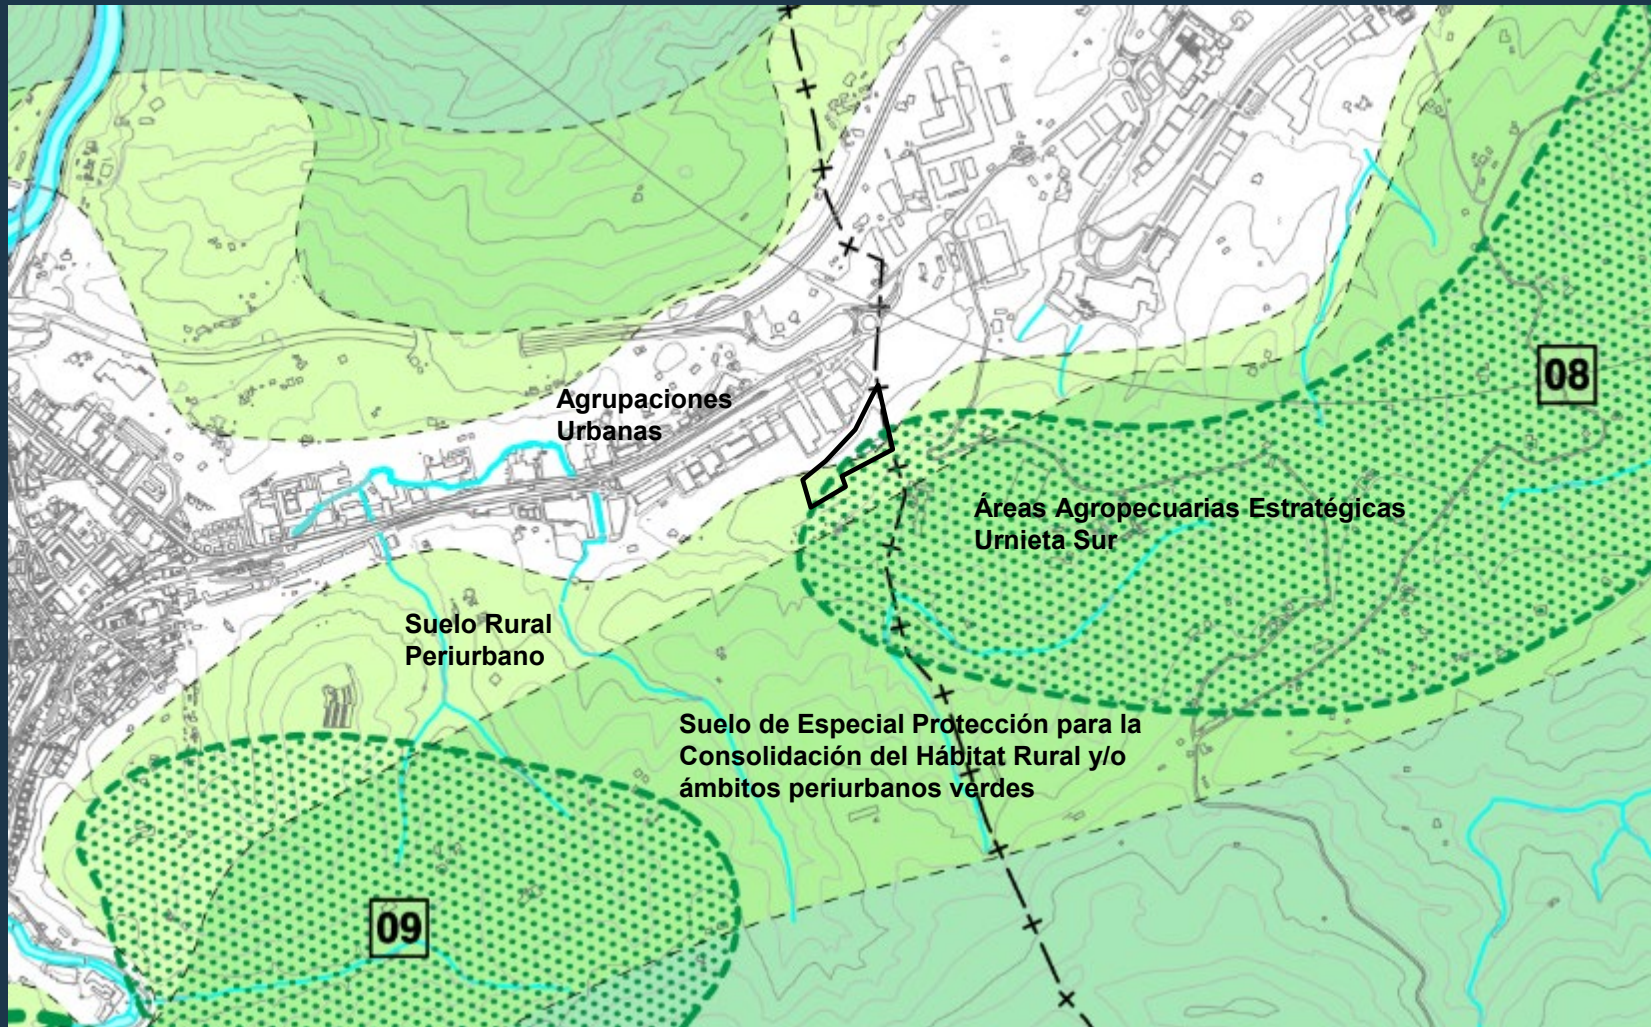 08
Agrupaciones
Urbanas
Áreas Agropecuarias Estratégicas
Urnieta Sur
Suelo Rural
Periurbano
Suelo de Especial Protección para la
Consolidación del Hábitat Rural y/o
ámbitos periurbanos verdes
09